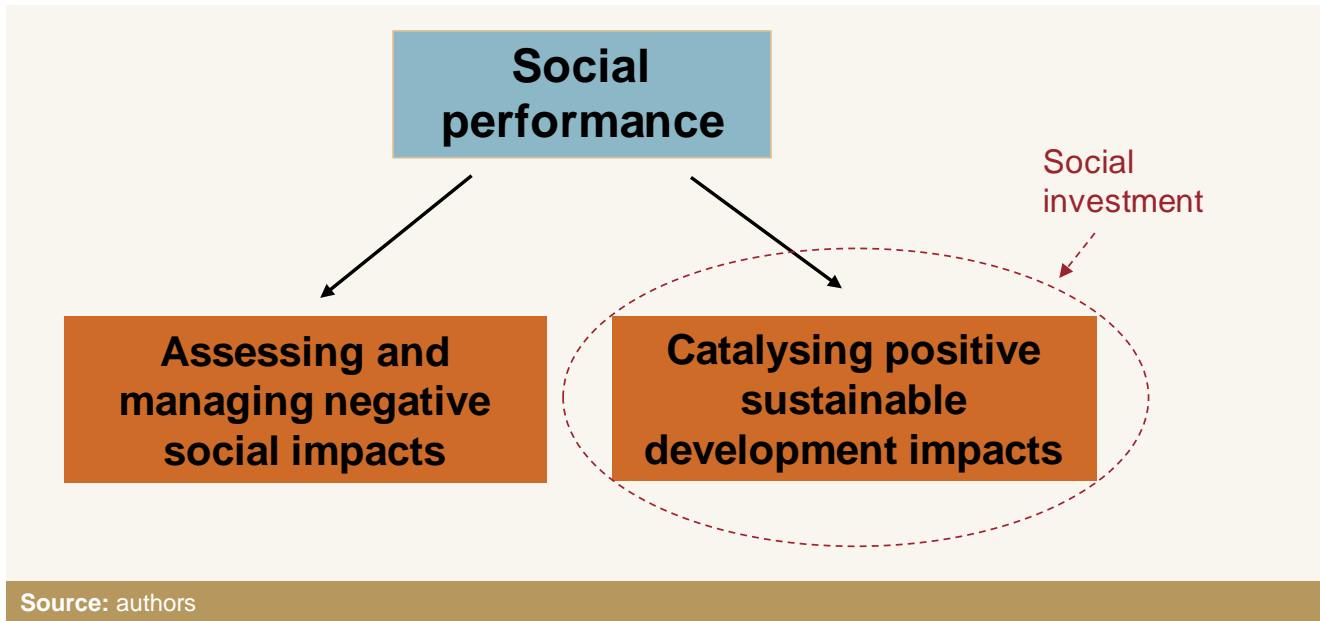 Social
performance
Social
investment
Assessing and
managing negative
social impacts
Catalysing positive
sustainable
development impacts
Source: authors